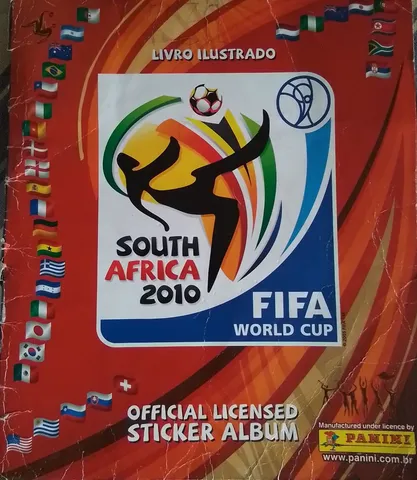 LIVRO ILUSTRADO
SOUTH
AFRICA
2010
FIFA
WORLD CUP
OFFICIAL LICENSED
STICKER ALBUM
Manufactured under licence by
PANINI
www.panini.com.br